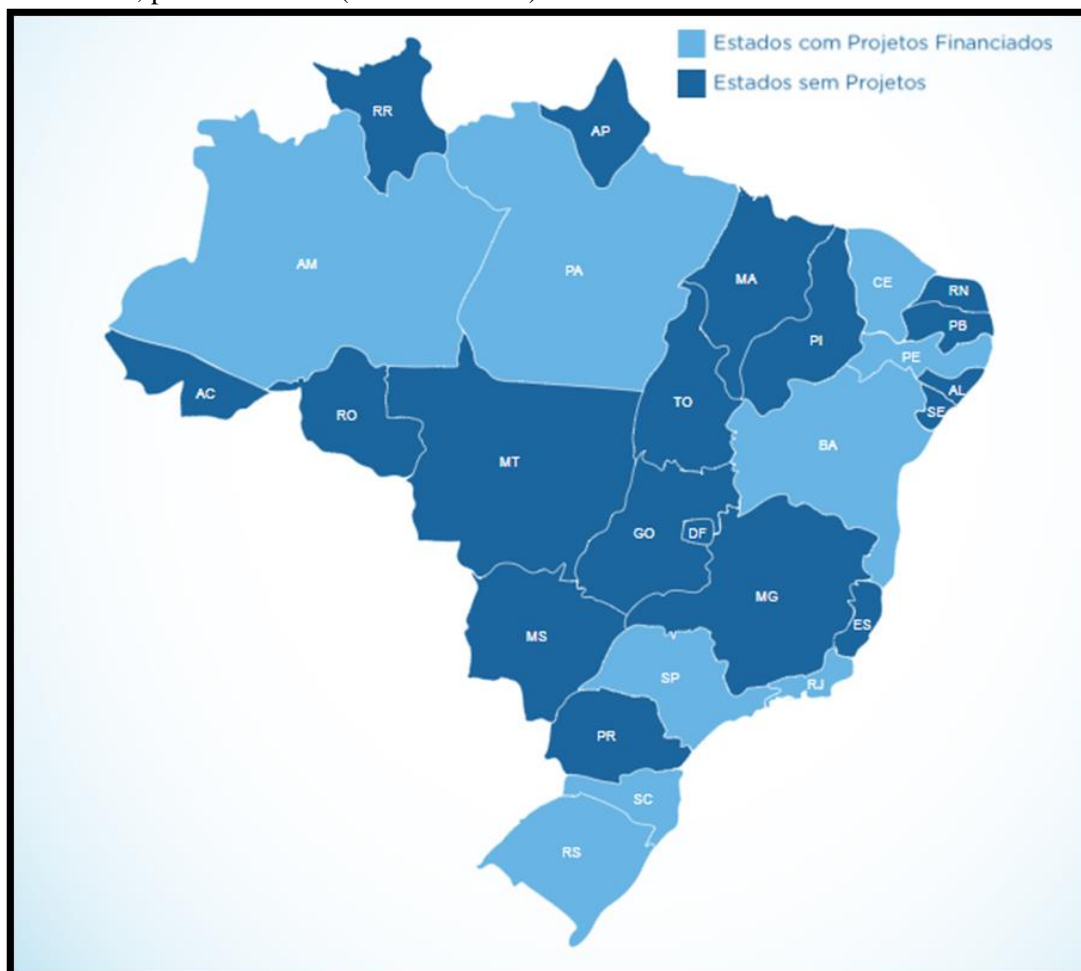 Estados com Projetos Financiados
Estados sem Projetos
RR
AP
AM
PA
MA
CE
RN
PB
PI
PE
AL
SE
AC
RO
TO
BA
MT
GO
DF
MG
ES
MS
SP
RJ
PR
SC
RS